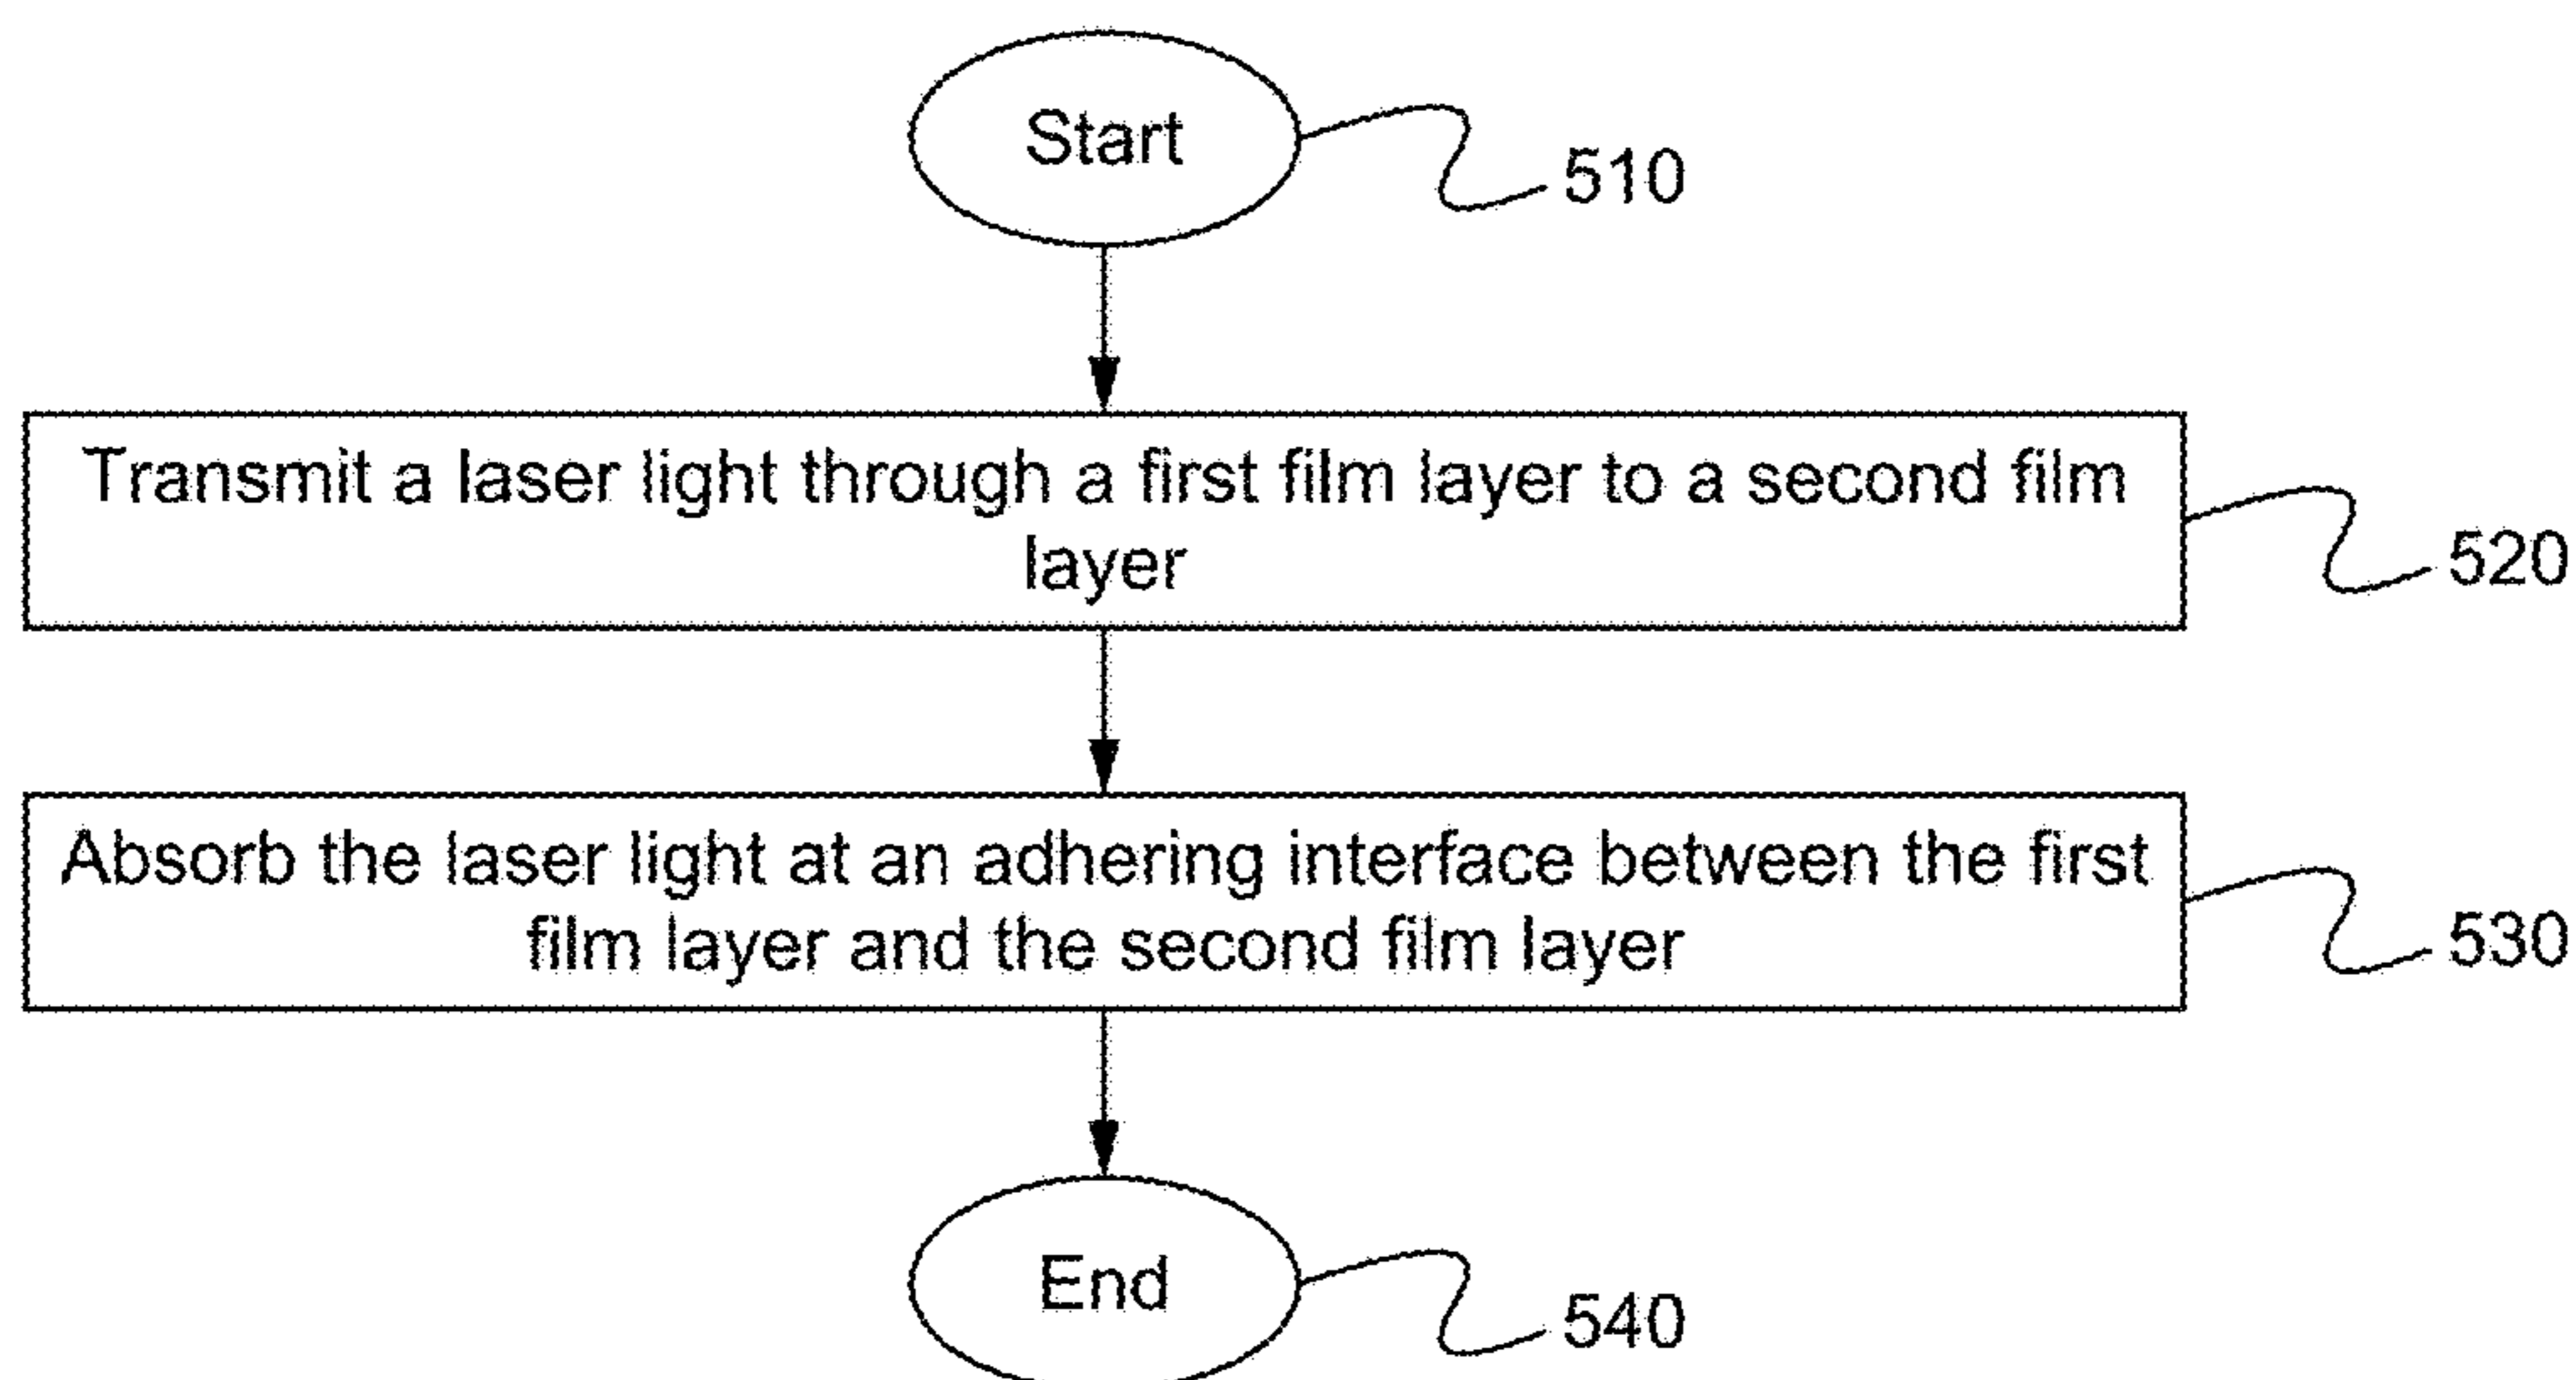 Start
510
Transmit a laser light through a first film layer to a second film
layer
520
Absorb the laser light at an adhering interface between the first
film layer and the second film layer
530
End
540